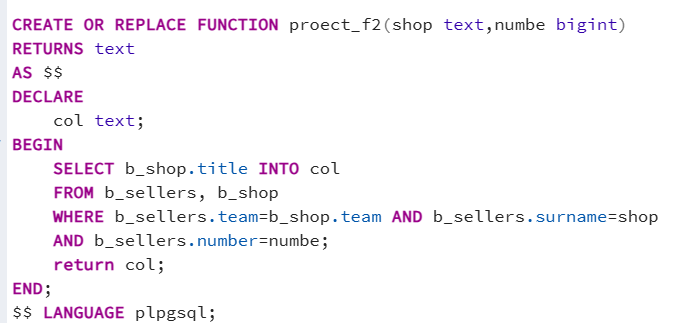 CREATE OR REPLACE FUNCTION proect_f2(shop text,numbe bigint)
RETURNS text
AS $$
DECLARE
    col text;
BEGIN
    SELECT b_shop.title INTO col
    FROM b_sellers, b_shop
    WHERE b_sellers.team=b_shop.team AND b_sellers.surname=shop
    AND b_sellers.number=numbe;
    return col;
END;
$$ LANGUAGE plpgsql;